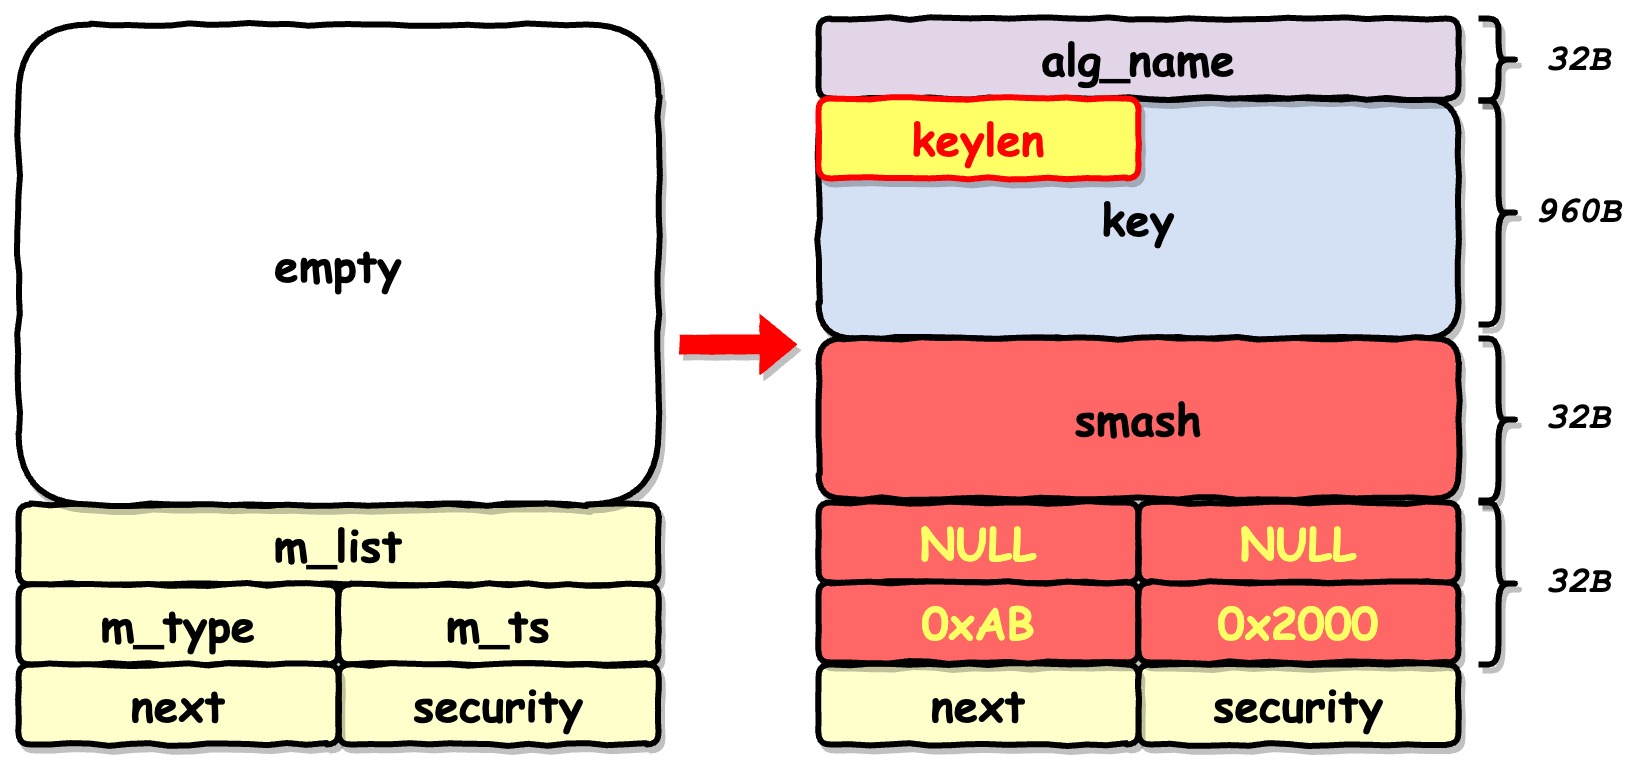 empty
m_list
m_type m_ts
next security
alg_name 32B
keylen
key 960B
smash 32B
NULL NULL
32B
0xAB 0x2000
next security